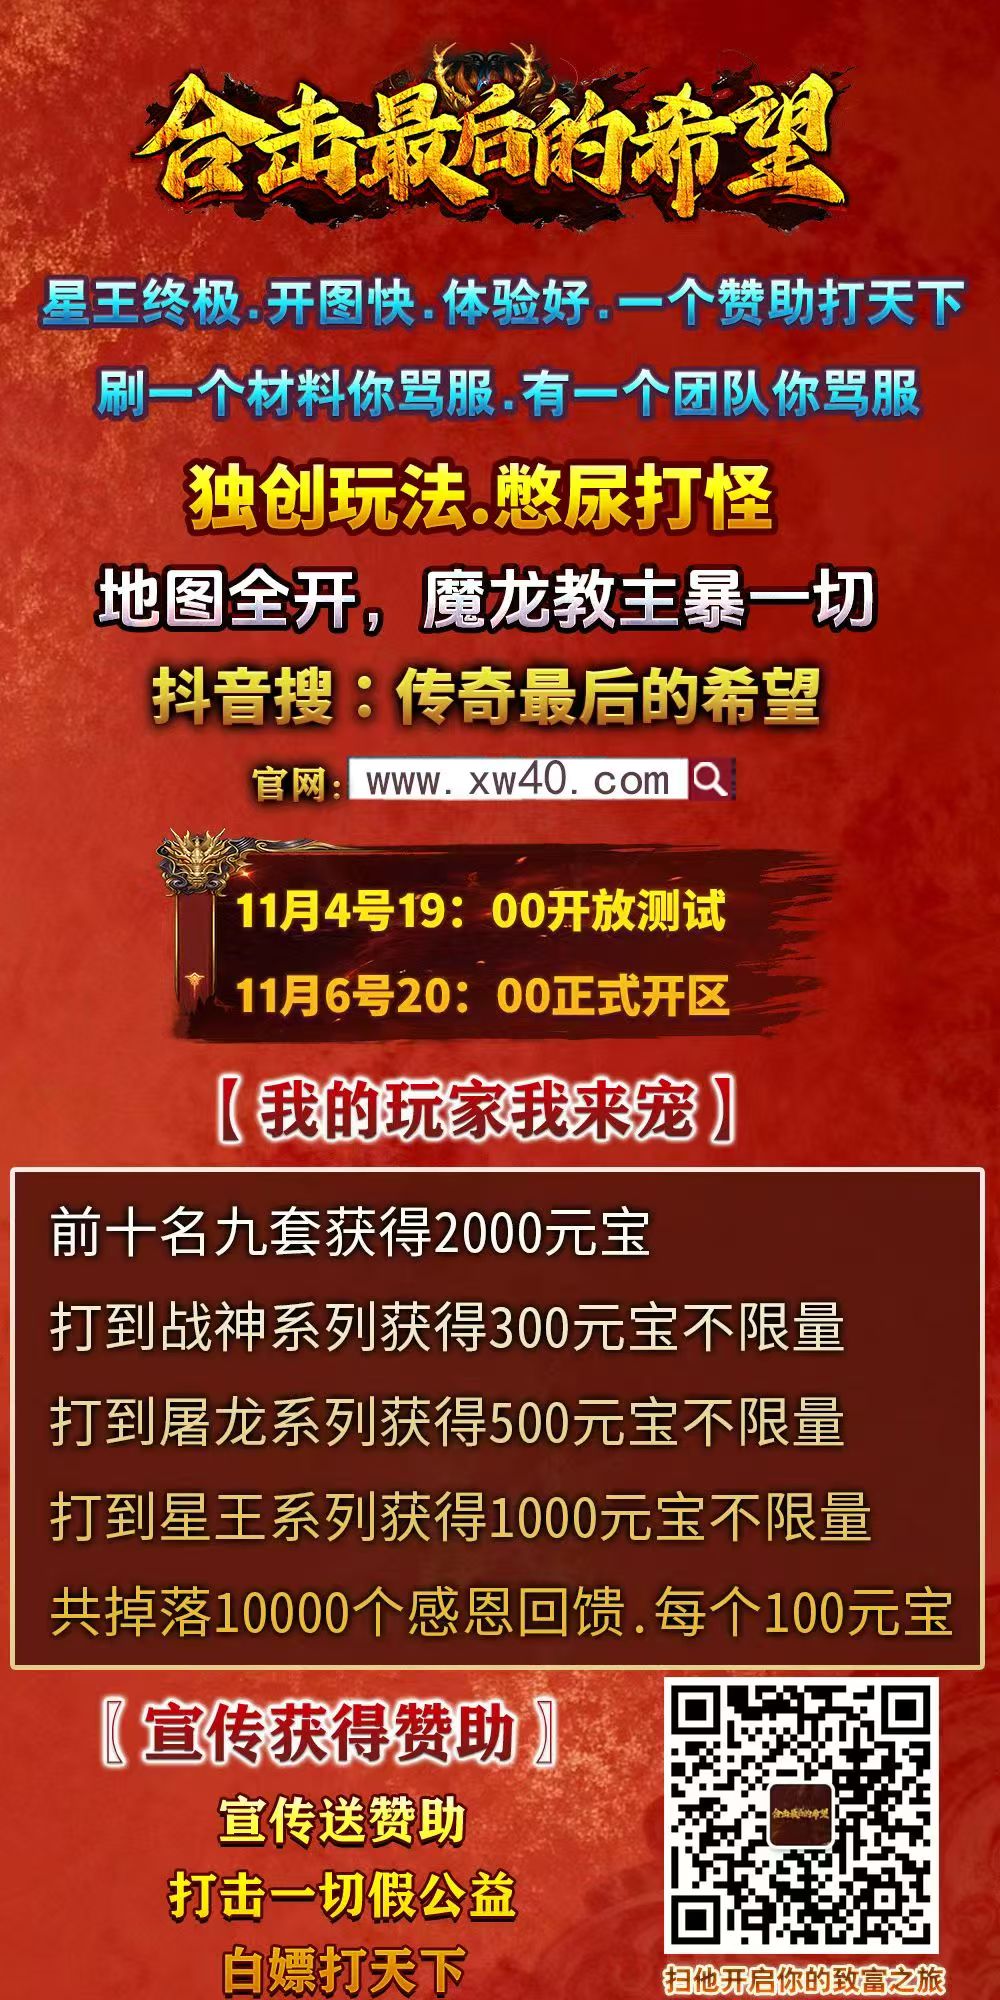 合击最后的希望
星王终极.开图快.体验好.一个赞助打天下
刷一个材料你骂服.有一个团队你骂服
独创玩法.憋尿打怪
地图全开，魔龙教主暴一切
抖音搜：传奇最后的希望
官网：www.xw40.com
11月4号19：00开放测试
11月6号20：00正式开区
【我的玩家我来宠】
前十名九套获得2000元宝
打到战神系列获得300元宝不限量
打到屠龙系列获得500元宝不限量
打到星王系列获得1000元宝不限量
共掉落10000个感恩回馈.每个100元宝
〖宣传获得赞助〗
宣传送赞助
打击一切假公益
白嫖打天下
合击最后的希望
扫他开启你的致富之旅